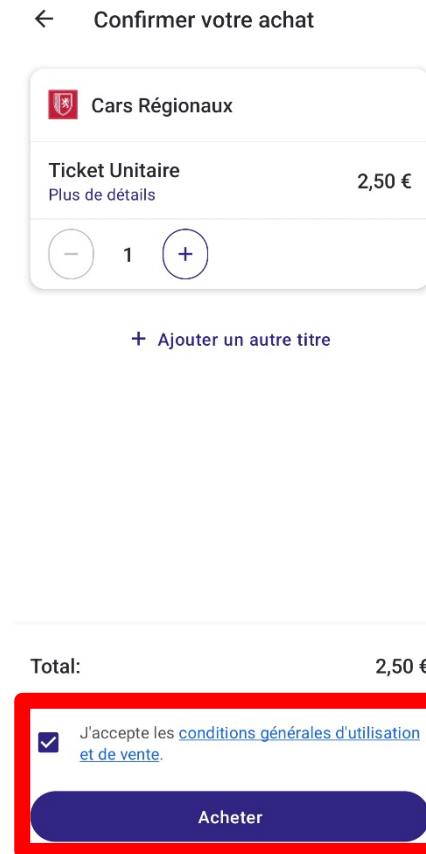 Confirmer votre achat
Cars Régionaux
Ticket Unitaire
2,50 €
Plus de détails
1
+ Ajouter un autre titre
Total:
2,50 €
J'accepte les conditions générales d'utilisation
et de vente.
Acheter